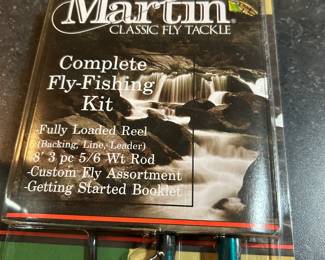 Martin®
CLASSIC FLY TACKLE
Complete
Fly-Fishing
Kit
-Fully Loaded Reel
(Backing, Line, Leader)
-8' 3 pc 5/6 Wt Rod
-Custom Fly Assortment
-Getting Started Booklet